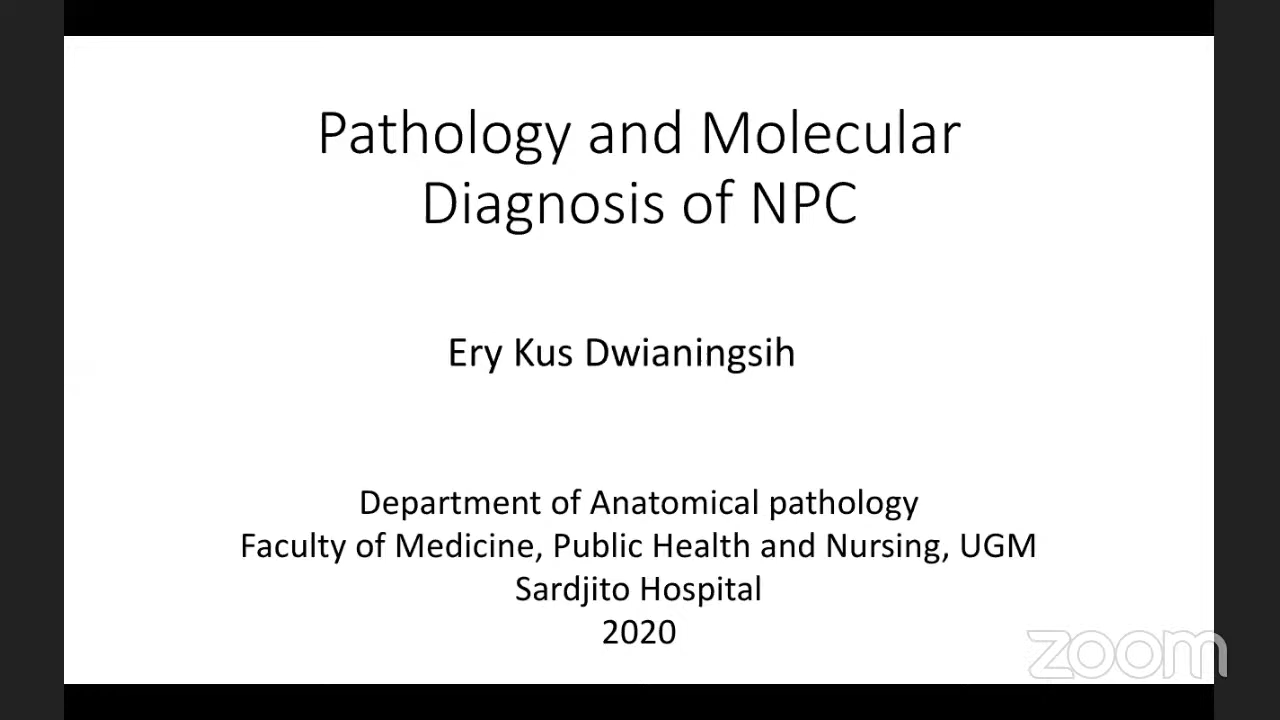 Pathology and Molecular
Diagnosis of NPC
Ery Kus Dwianingsih
Department of Anatomical pathology
Faculty of Medicine, Public Health and Nursing, UGM
Sardjito Hospital
2020
zoom